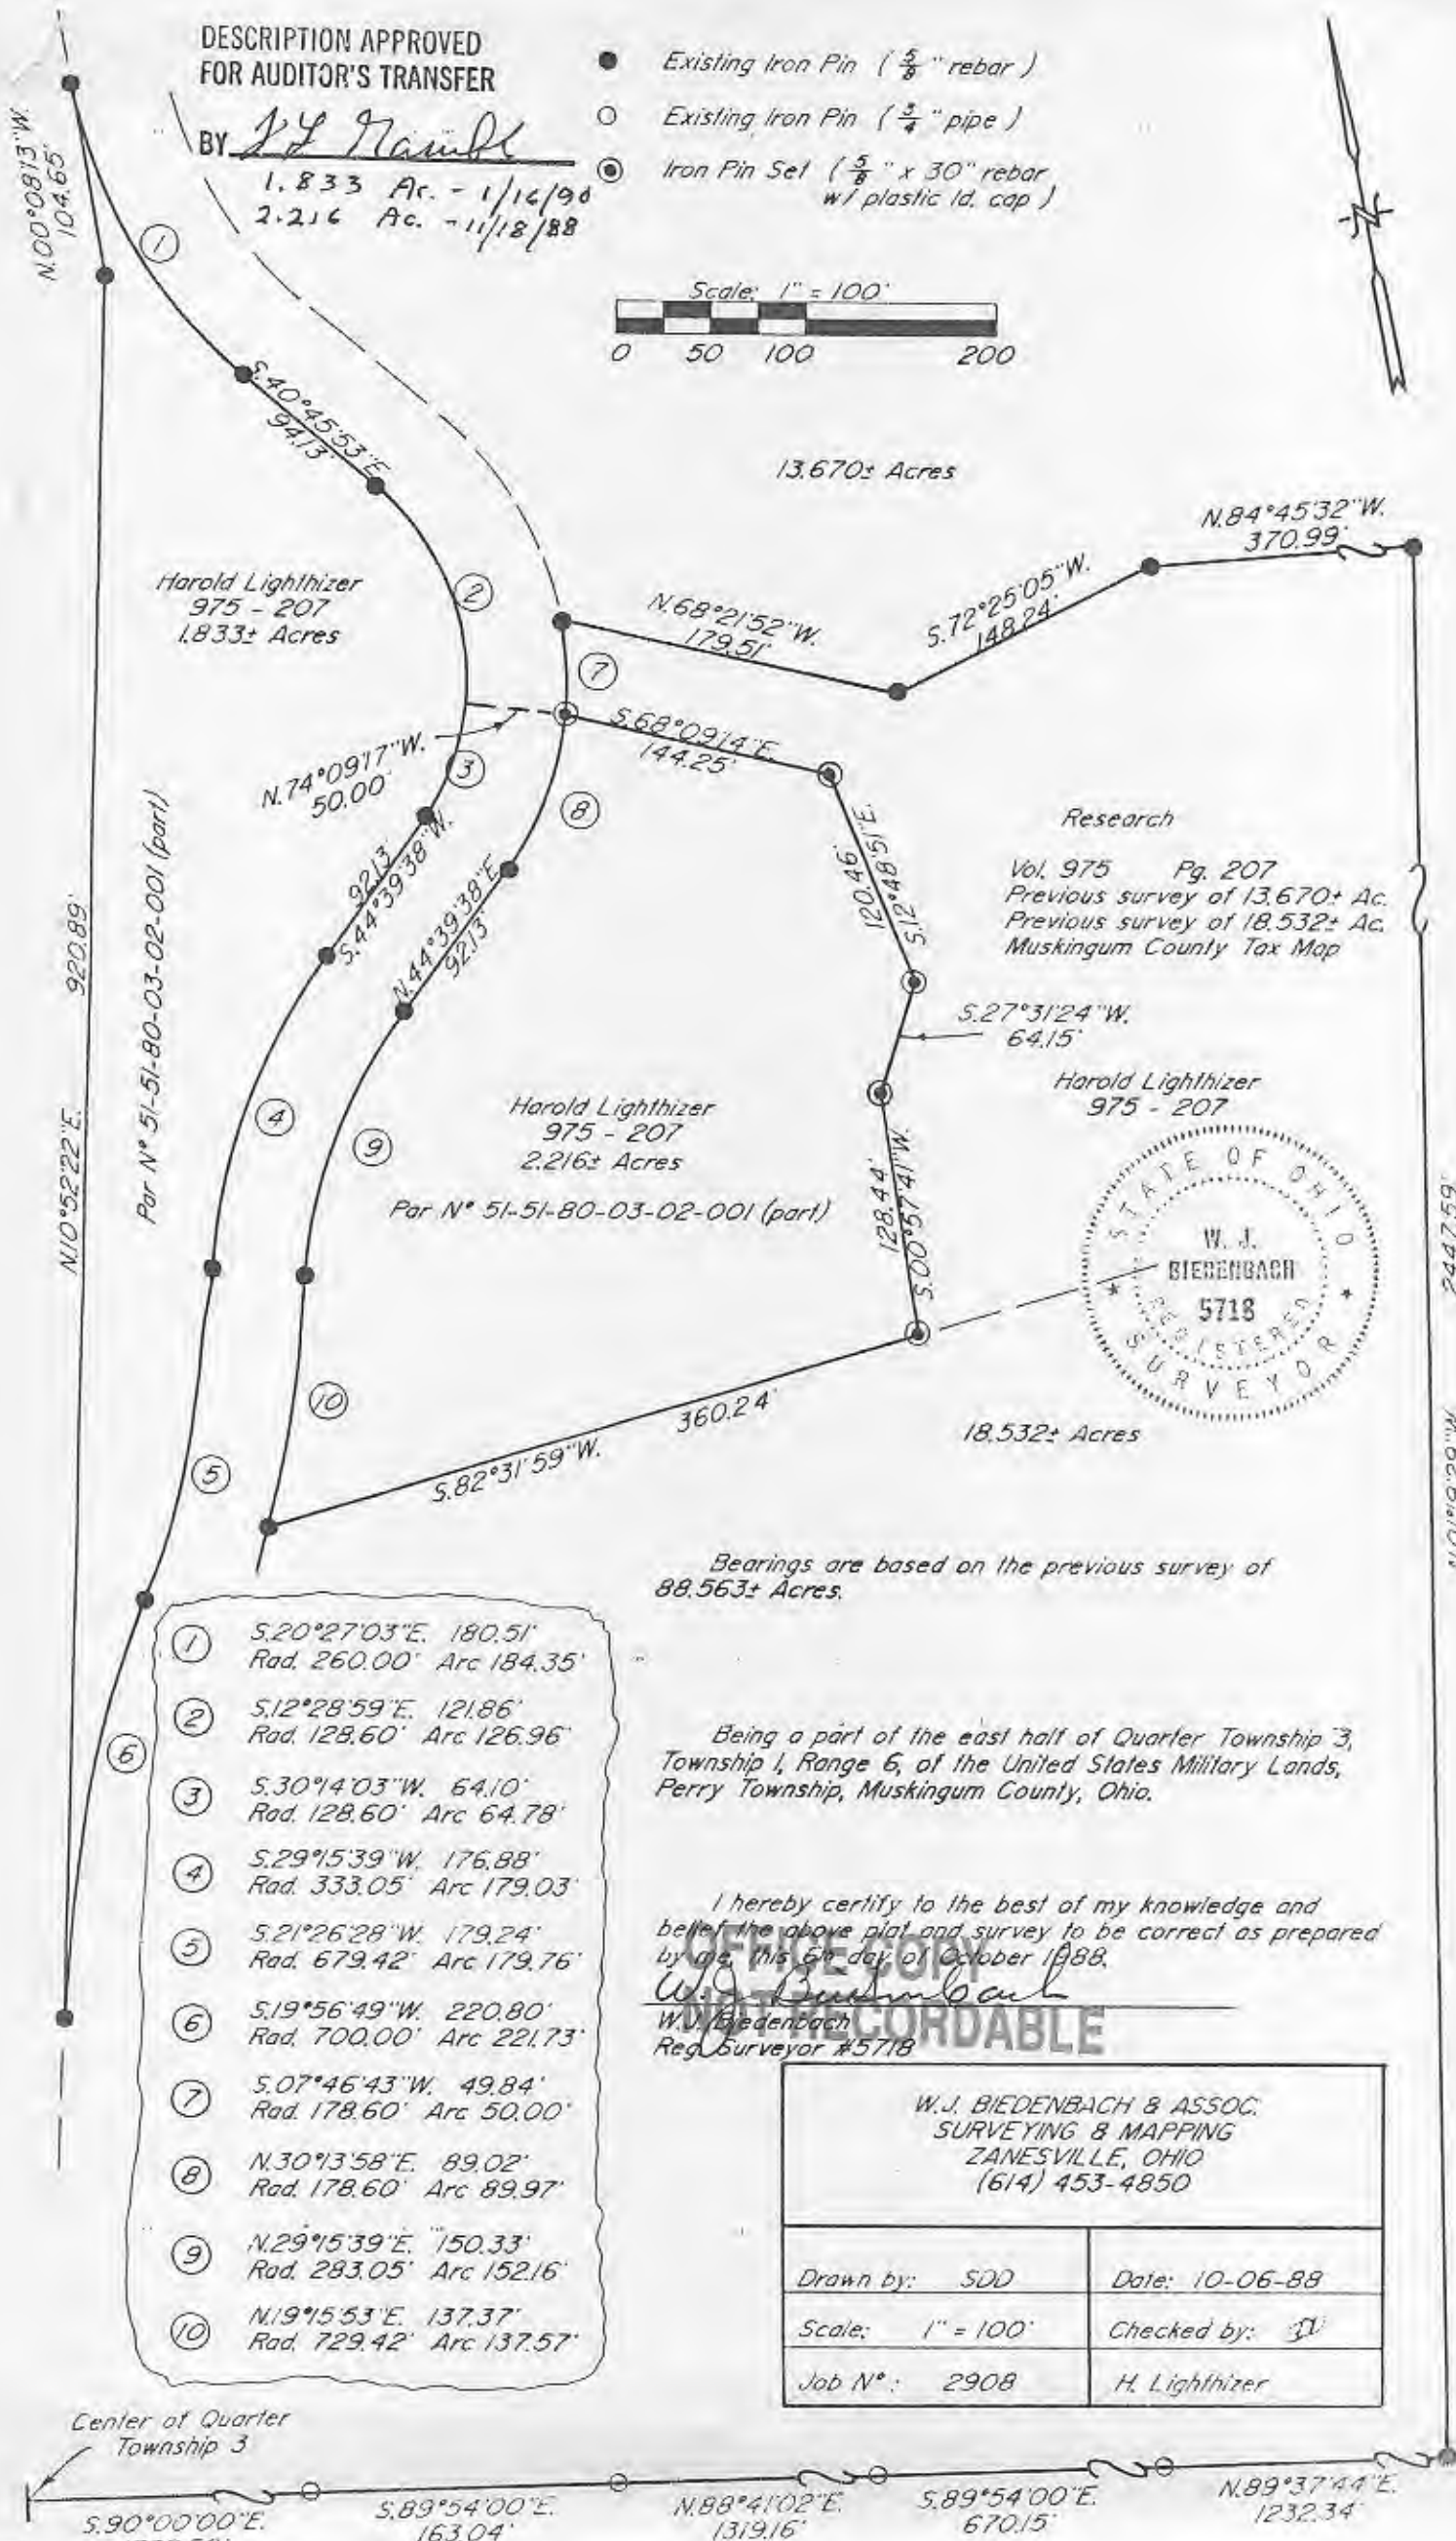 DESCRIPTION APPROVED
FOR AUDITOR'S TRANSFER
BY
1.833 Ac. - 1/16/90
2.216 Ac. - 11/18/88
Existing Iron Pin ( 5/8 " rebar )
Existing Iron Pin ( 3/4 " pipe )
Iron Pin Set ( 5/8 " x 30" rebar
w/ plastic Id. cap )
Scale: 1" = 100'
0 50 100 200
N.00°08'13"W.
104.65'
1
S.40°45'53"E.
94.13'
13.670± Acres
N.84°45'32"W.
370.99'
Harold Lighthizer
975 - 207
1.833± Acres
2
N.68°21'52"W.
179.51'
S.72°25'05"W.
148.24'
7
N.74°09'17"W.
50.00'
3
S.68°09'14"E.
144.25'
8
92.13'
S.44°39'38"W.
N.44°39'38"E.
92.13'
120.46'
S.12°48'51"E.
Research
Vol. 975 Pg. 207
Previous survey of 13.670± Ac.
Previous survey of 18.532± Ac.
Muskingum County Tax Map
S.27°31'24"W.
64.15'
N.10°52'22"E. 920.89'
Par N° 51-51-80-03-02-001 (part)
4
9
Harold Lighthizer
975 - 207
2.216± Acres
Par N° 51-51-80-03-02-001 (part)
128.44'
S.00°57'41"W.
Harold Lighthizer
975 - 207
STATE OF OHIO
W. J.
BIEDENBACH
5718
REGISTERED
SURVEYOR
2447.59'
10
5
S.82°31'59"W. 360.24'
18.532± Acres
6
Bearings are based on the previous survey of
88.563± Acres.
1 S.20°27'03"E. 180.51'
Rad. 260.00' Arc 184.35'
2 S.12°28'59"E. 121.86'
Rad. 128.60' Arc 126.96'
3 S.30°14'03"W. 64.10'
Rad. 128.60' Arc 64.78'
4 S.29°15'39"W. 176.88'
Rad. 333.05' Arc 179.03'
5 S.21°26'28"W. 179.24'
Rad. 679.42' Arc 179.76'
6 S.19°56'49"W. 220.80'
Rad. 700.00' Arc 221.73'
7 S.07°46'43"W. 49.84'
Rad. 178.60' Arc 50.00'
8 N.30°13'58"E. 89.02'
Rad. 178.60' Arc 89.97'
9 N.29°15'39"E. 150.33'
Rad. 283.05' Arc 152.16'
10 N.19°15'53"E. 137.37'
Rad. 729.42' Arc 137.57'
Being a part of the east half of Quarter Township 3,
Township 1, Range 6, of the United States Military Lands,
Perry Township, Muskingum County, Ohio.
I hereby certify to the best of my knowledge and
belief the above plat and survey to be correct as prepared
by me, this 6th day of October 1988.
OFFICE COPY
NOT RECORDABLE
W.J. Biedenbach
W.J. Biedenbach
Reg. Surveyor #5718
W.J. BIEDENBACH & ASSOC.
SURVEYING & MAPPING
ZANESVILLE, OHIO
(614) 453-4850
Drawn by: SDD Date: 10-06-88
Scale: 1" = 100' Checked by:
Job N°: 2908 H. Lighthizer
Center of Quarter
Township 3
S.90°00'00"E.
S.89°54'00"E.
163.04'
N.88°41'02"E.
1319.16'
S.89°54'00"E.
670.15'
N.89°37'44"E.
1232.34'